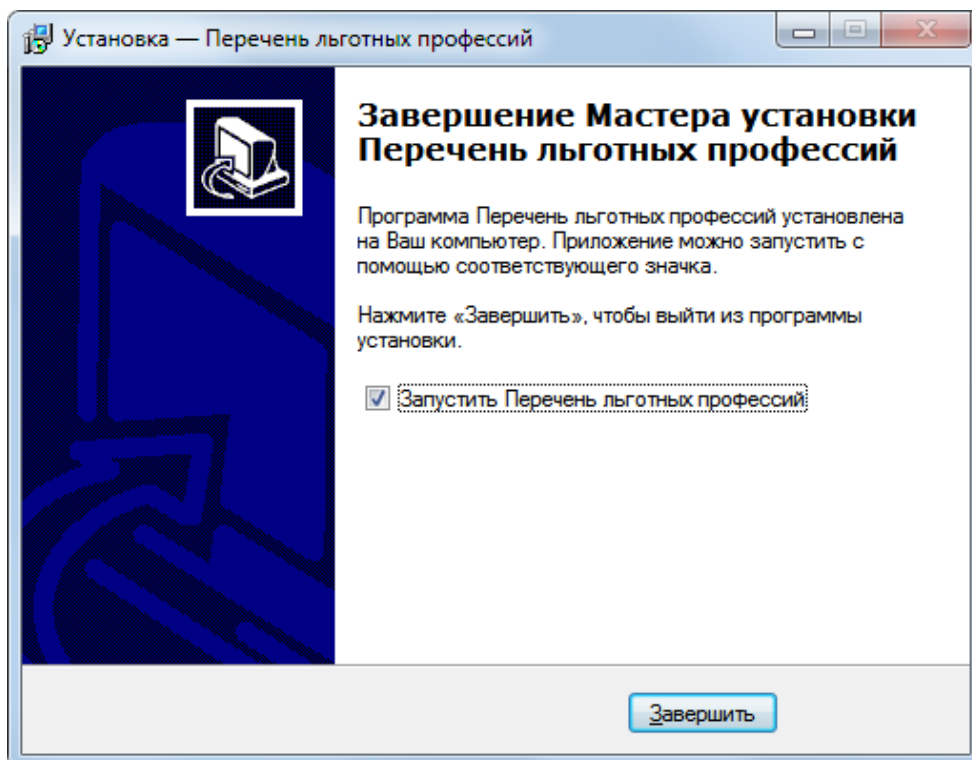 Установка — Перечень льготных профессий
Завершение Мастера установки
Перечень льготных профессий
Программа Перечень льготных профессий установлена
на Ваш компьютер. Приложение можно запустить с
помощью соответствующего значка.
Нажмите «Завершить», чтобы выйти из программы
установки.
Запустить Перечень льготных профессий
Завершить